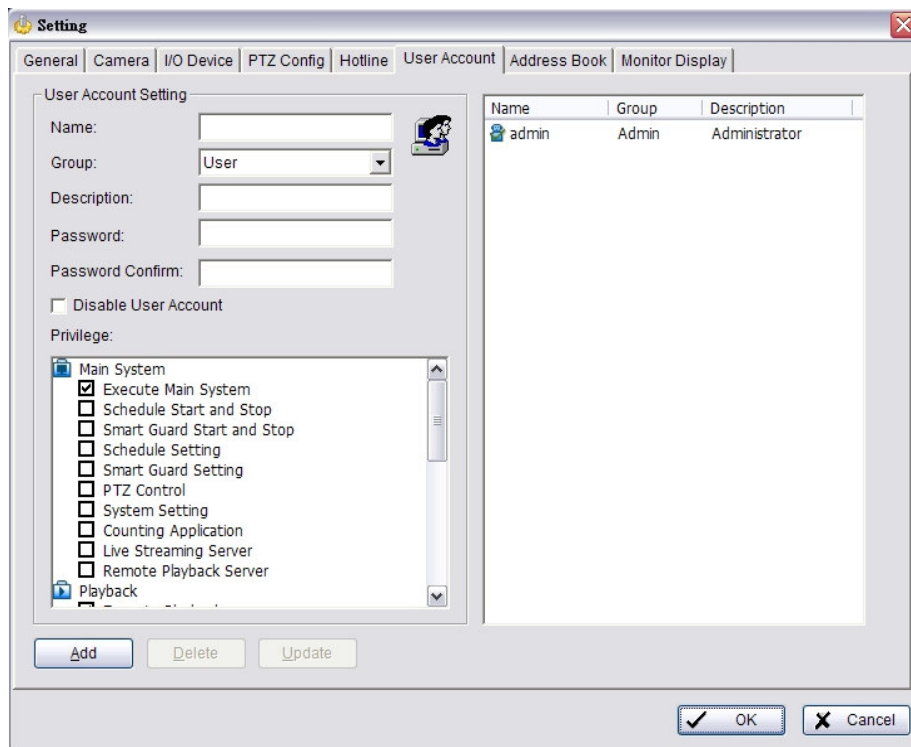 Setting
General Camera I/O Device PTZ Config Hotline User Account Address Book Monitor Display
User Account Setting
Name:
Group: User
Description:
Password:
Password Confirm:
Disable User Account
Privilege:
Main System
Execute Main System
Schedule Start and Stop
Smart Guard Start and Stop
Schedule Setting
Smart Guard Setting
PTZ Control
System Setting
Counting Application
Live Streaming Server
Remote Playback Server
Playback
Name Group Description
admin Admin Administrator
Add Delete Update
OK Cancel